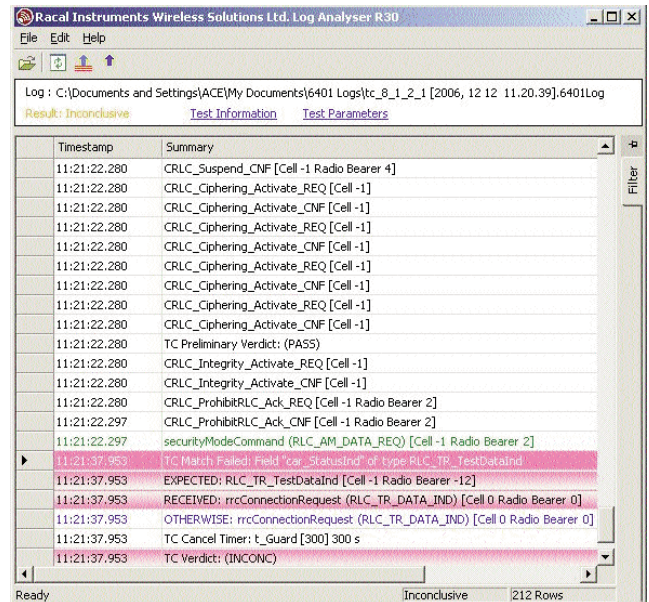 Racal Instruments Wireless Solutions Ltd. Log Analyser R30
File Edit Help
Log : C:\Documents and Settings\ACE\My Documents\6401 Logs\tc_8_1_2_1 [2006, 12 12 11.20.39].6401Log
Result: Inconclusive Test Information Test Parameters
Timestamp Summary
Filter
11:21:22.280 CRLC_Suspend_CNF [Cell -1 Radio Bearer 4]
11:21:22.280 CRLC_Ciphering_Activate_REQ [Cell -1]
11:21:22.280 CRLC_Ciphering_Activate_CNF [Cell -1]
11:21:22.280 CRLC_Ciphering_Activate_REQ [Cell -1]
11:21:22.280 CRLC_Ciphering_Activate_CNF [Cell -1]
11:21:22.280 CRLC_Ciphering_Activate_REQ [Cell -1]
11:21:22.280 CRLC_Ciphering_Activate_CNF [Cell -1]
11:21:22.280 CRLC_Ciphering_Activate_REQ [Cell -1]
11:21:22.280 CRLC_Ciphering_Activate_CNF [Cell -1]
11:21:22.280 TC Preliminary Verdict: (PASS)
11:21:22.280 CRLC_Integrity_Activate_REQ [Cell -1]
11:21:22.280 CRLC_Integrity_Activate_CNF [Cell -1]
11:21:22.280 CRLC_ProhibitRLC_Ack_REQ [Cell -1 Radio Bearer 2]
11:21:22.297 CRLC_ProhibitRLC_Ack_CNF [Cell -1 Radio Bearer 2]
11:21:22.297 securityModeCommand (RLC_AM_DATA_REQ) [Cell -1 Radio Bearer 2]
11:21:37.953 TC Match Failed: Field "car_StatusInd" of type RLC_TR_TestDataInd
11:21:37.953 EXPECTED: RLC_TR_TestDataInd [Cell -1 Radio Bearer -12]
11:21:37.953 RECEIVED: rrcConnectionRequest (RLC_TR_DATA_IND) [Cell 0 Radio Bearer 0]
11:21:37.953 OTHERWISE: rrcConnectionRequest (RLC_TR_DATA_IND) [Cell 0 Radio Bearer 0]
11:21:37.953 TC Cancel Timer: t_Guard [300] 300 s
11:21:37.953 TC Verdict: (INCONC)
Ready Inconclusive 212 Rows